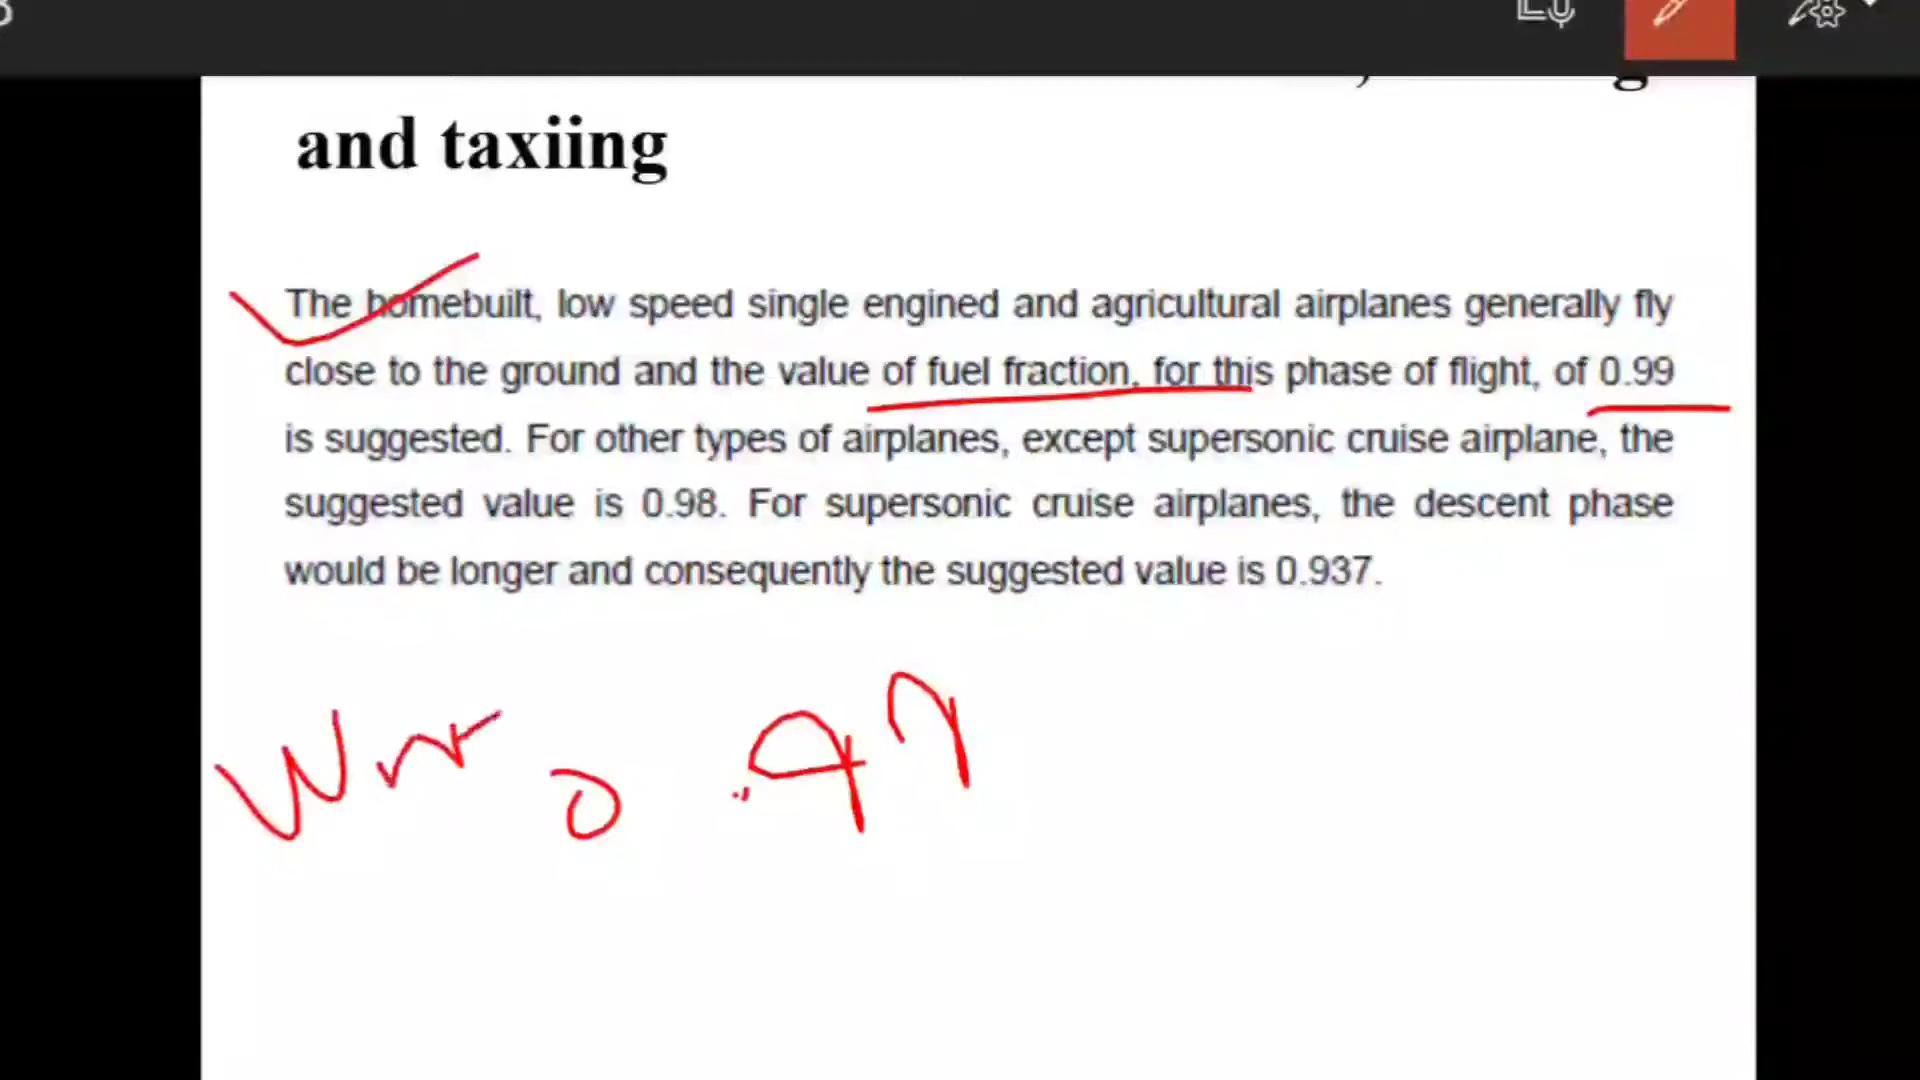 and taxiing
The homebuilt, low speed single engined and agricultural airplanes generally fly
close to the ground and the value of fuel fraction, for this phase of flight, of 0.99
is suggested. For other types of airplanes, except supersonic cruise airplane, the
suggested value is 0.98. For supersonic cruise airplanes, the descent phase
would be longer and consequently the suggested value is 0.937.